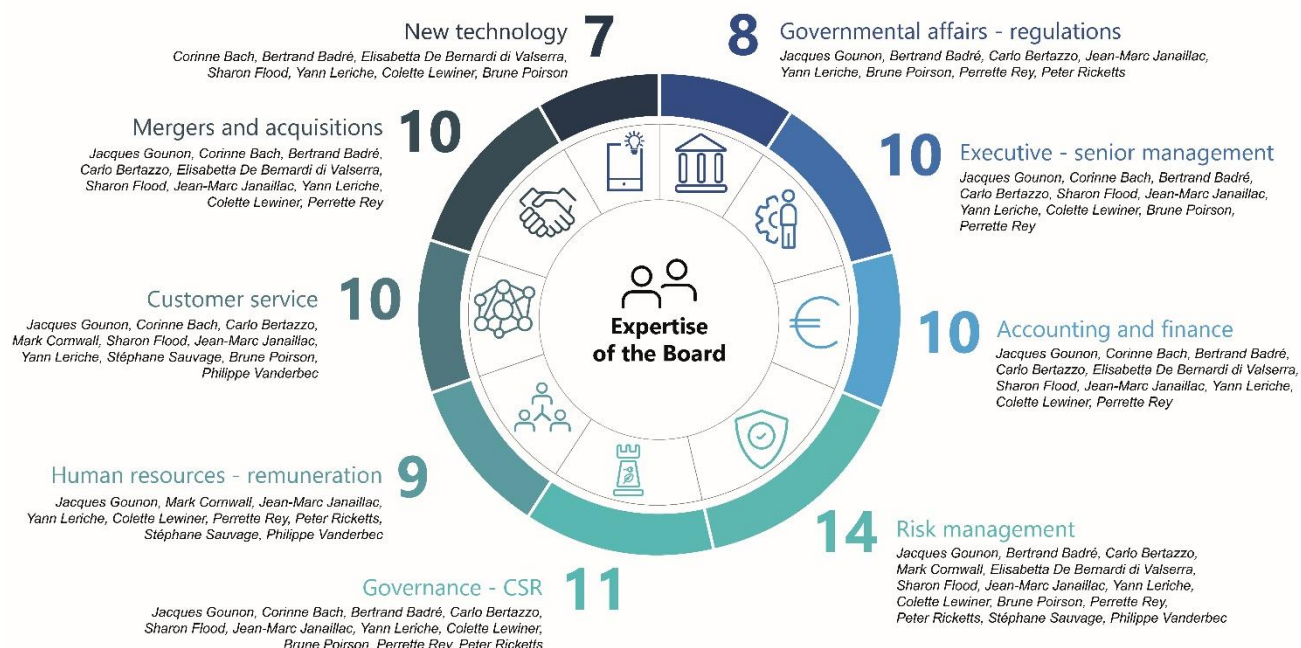 New technology 7
Corinne Bach, Bertrand Badré, Elisabetta De Bernardi di Valserra,
Sharon Flood, Yann Leriche, Colette Lewiner, Brune Poirson
8 Governmental affairs - regulations
Jacques Gounon, Bertrand Badré, Carlo Bertazzo, Jean-Marc Janaillac,
Yann Leriche, Brune Poirson, Perrette Rey, Peter Ricketts
Mergers and acquisitions 10
Jacques Gounon, Corinne Bach, Bertrand Badré,
Carlo Bertazzo, Elisabetta De Bernardi di Valserra,
Sharon Flood, Jean-Marc Janaillac, Yann Leriche,
Colette Lewiner, Perrette Rey
10 Executive - senior management
Jacques Gounon, Corinne Bach, Bertrand Badré,
Carlo Bertazzo, Sharon Flood, Jean-Marc Janaillac,
Yann Leriche, Colette Lewiner, Brune Poirson,
Perrette Rey
Customer service 10
Jacques Gounon, Corinne Bach, Carlo Bertazzo,
Mark Cornwall, Sharon Flood, Jean-Marc Janaillac,
Yann Leriche, Stéphane Sauvage, Brune Poirson,
Philippe Vanderbec
Expertise
of the Board
€
10 Accounting and finance
Jacques Gounon, Corinne Bach, Bertrand Badré,
Carlo Bertazzo, Elisabetta De Bernardi di Valserra,
Sharon Flood, Jean-Marc Janaillac, Yann Leriche,
Colette Lewiner, Perrette Rey
Human resources - remuneration 9
Jacques Gounon, Mark Cornwall, Jean-Marc Janaillac,
Yann Leriche, Colette Lewiner, Perrette Rey, Peter Ricketts,
Stéphane Sauvage, Philippe Vanderbec
14 Risk management
Jacques Gounon, Bertrand Badré, Carlo Bertazzo,
Mark Cornwall, Elisabetta De Bernardi di Valserra,
Sharon Flood, Jean-Marc Janaillac, Yann Leriche,
Colette Lewiner, Brune Poirson, Perrette Rey,
Peter Ricketts, Stéphane Sauvage, Philippe Vanderbec
Governance - CSR 11
Jacques Gounon, Corinne Bach, Bertrand Badré, Carlo Bertazzo,
Sharon Flood, Jean-Marc Janaillac, Yann Leriche, Colette Lewiner,
Brune Poirson, Perrette Rey, Peter Ricketts